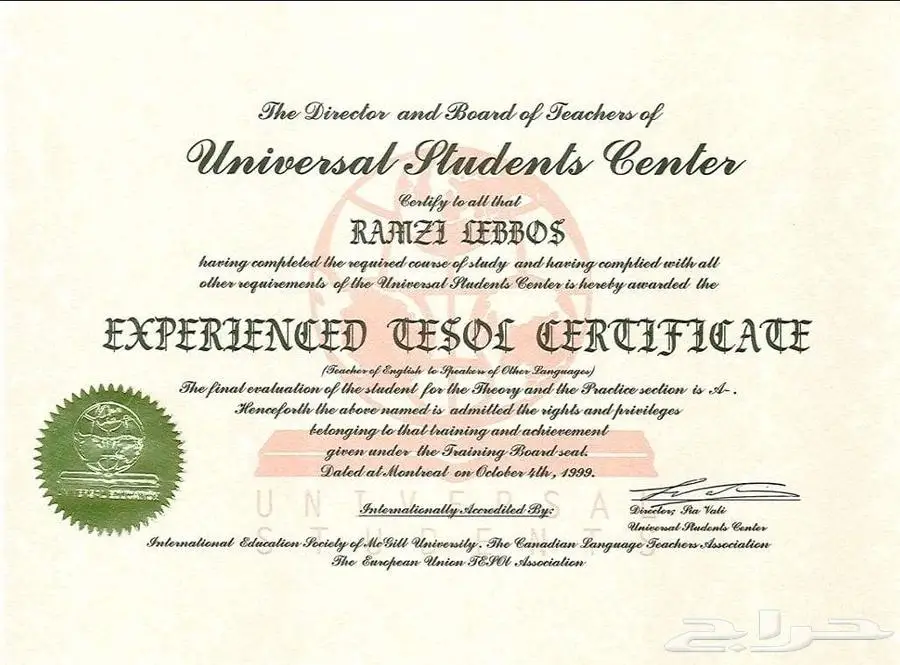 The Director and Board of Teachers of
Universal Students Center
Certify to all that
RAMZI LEBBOS
having completed the required course of study and having complied with all
other requirements of the Universal Students Center is hereby awarded the
EXPERIENCED TESOL CERTIFICATE
(Teacher of English to Speakers of Other Languages)
The final evaluation of the student for the Theory and the Practice section is A-.
Henceforth the above named is admitted the rights and privileges
belonging to that training and achievement
given under the Training Board seal.
Dated at Montreal on October 4th, 1999.
UNIVERSAL EDUCATION
UNIVERSAL
STUDENTS
Internationally Accredited By:
Director; Sia Vali
Universal Students Center
International Education Society of McGill University. The Canadian Language Teachers Association
The European Union TESOL Association
حراج